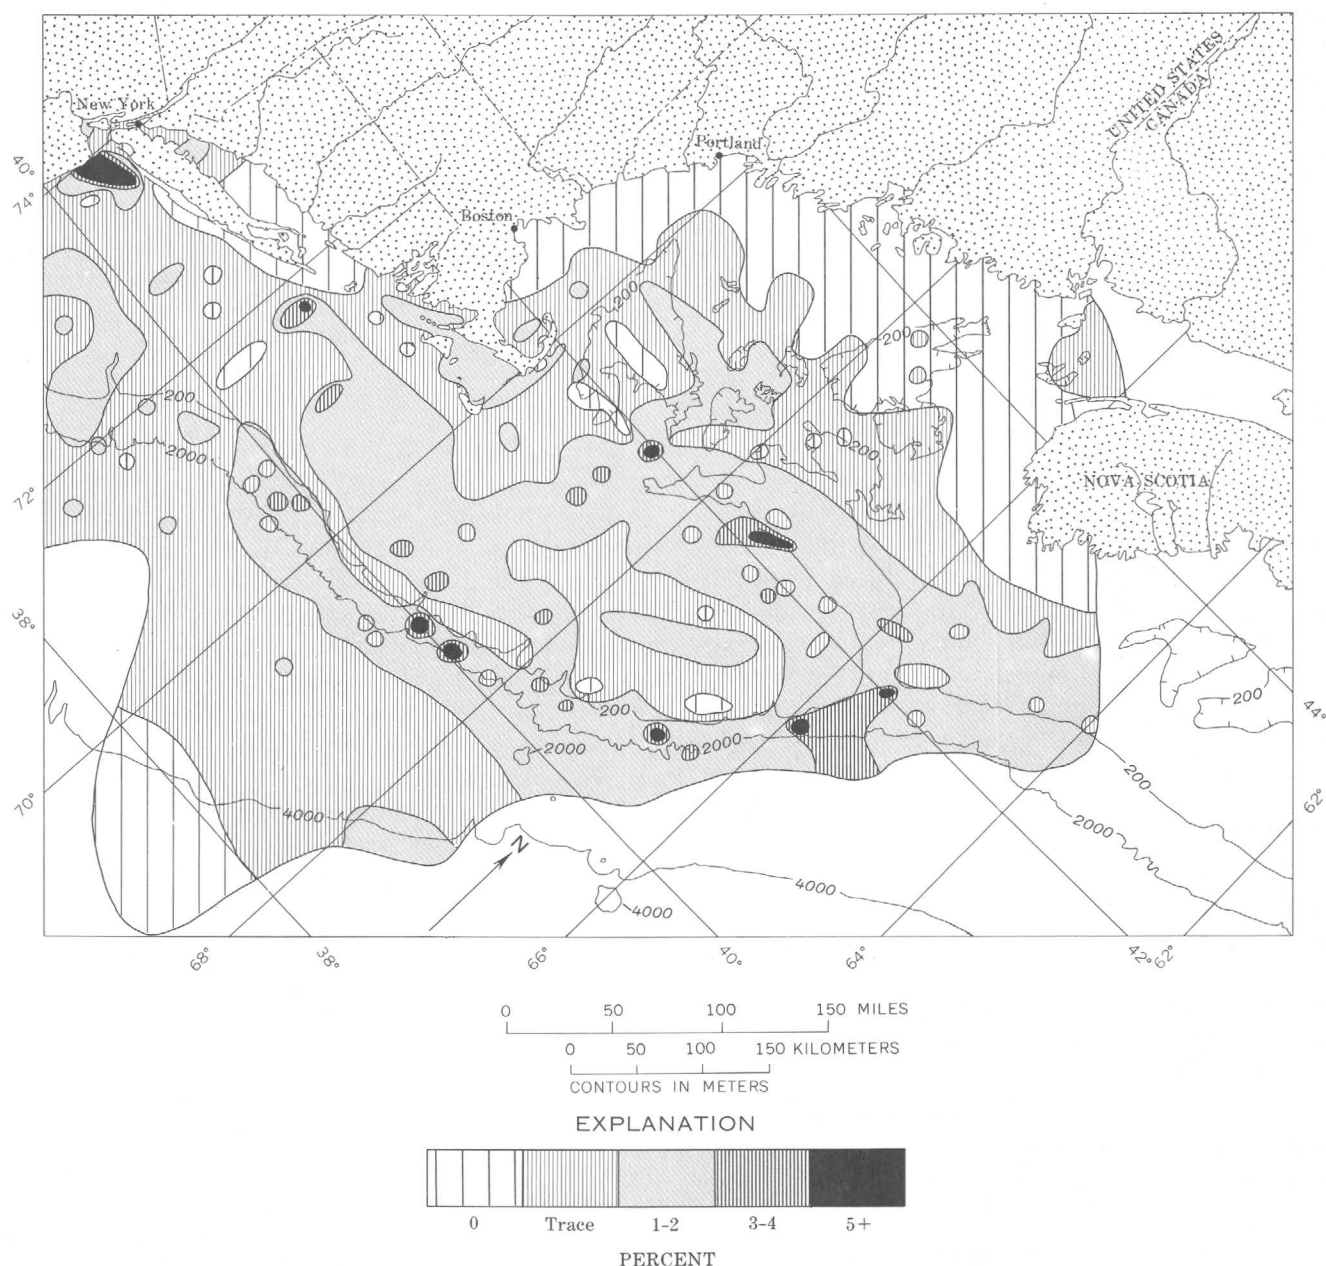 UNITED STATES
CANADA
New York
Portland
Boston
40°
74°
200
200
200
200
2000
NOVA SCOTIA
72°
38°
200
2000
2000
200
44°
200
70°
4000
2000
62°
N
4000
4000
68°
38°
66°
40°
64°
42°
62°
0 50 100 150 MILES
0 50 100 150 KILOMETERS
CONTOURS IN METERS
EXPLANATION
0 Trace 1-2 3-4 5+
PERCENT